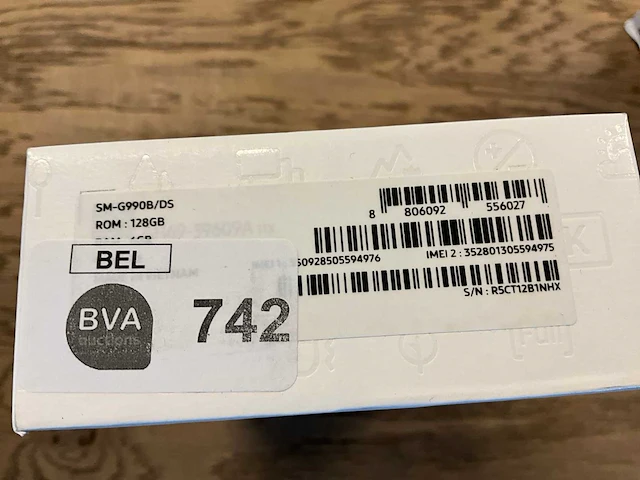 SM-G990B/DS
ROM : 128GB
8 806092 556027
50928505594976
IMEI 2 : 352801305594975
S/N : R5CT12B1NHX
BEL
BVA
auctions
742